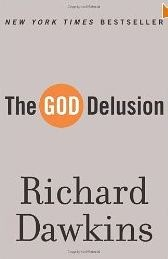 NEW YORK TIMES BESTSELLER
The GOD Delusion
Richard
Dawkins